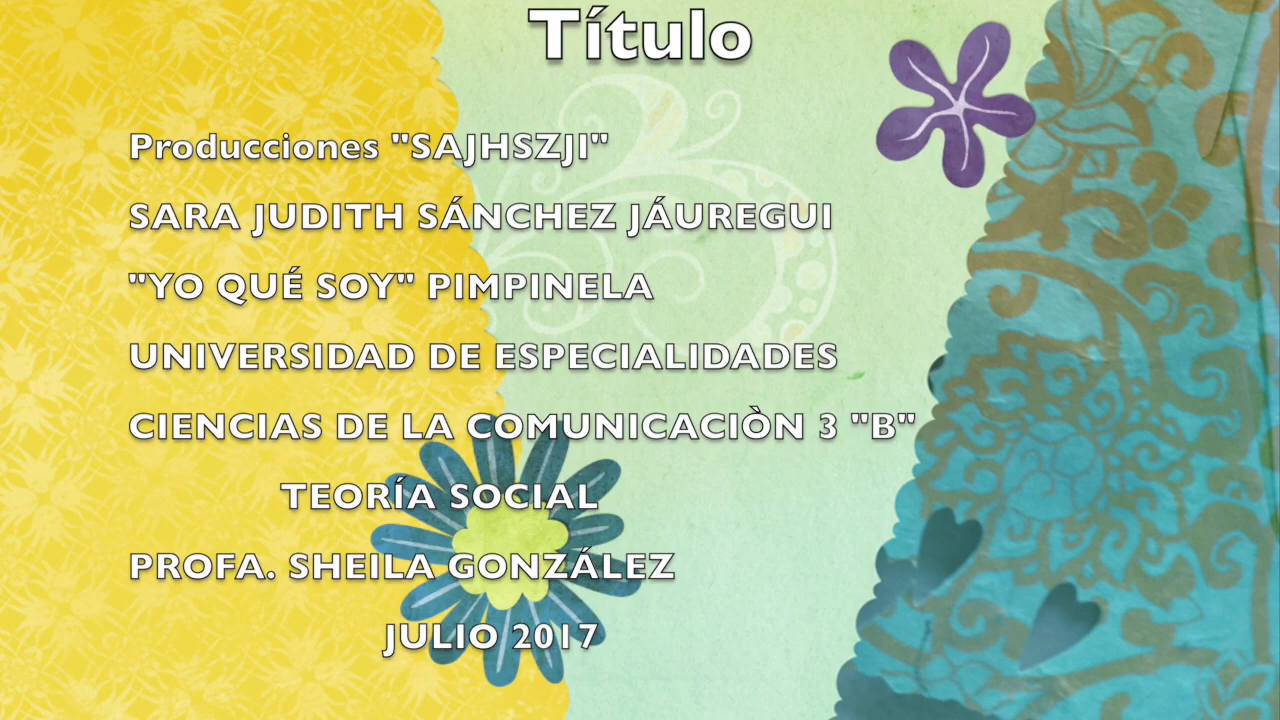 Título
Producciones "SAJHSZJI"
SARA JUDITH SÁNCHEZ JÁUREGUI
"YO QUÉ SOY" PIMPINELA
UNIVERSIDAD DE ESPECIALIDADES
CIENCIAS DE LA COMUNICACIÒN 3 "B"
TEORÍA SOCIAL
PROFA. SHEILA GONZÁLEZ
JULIO 2017